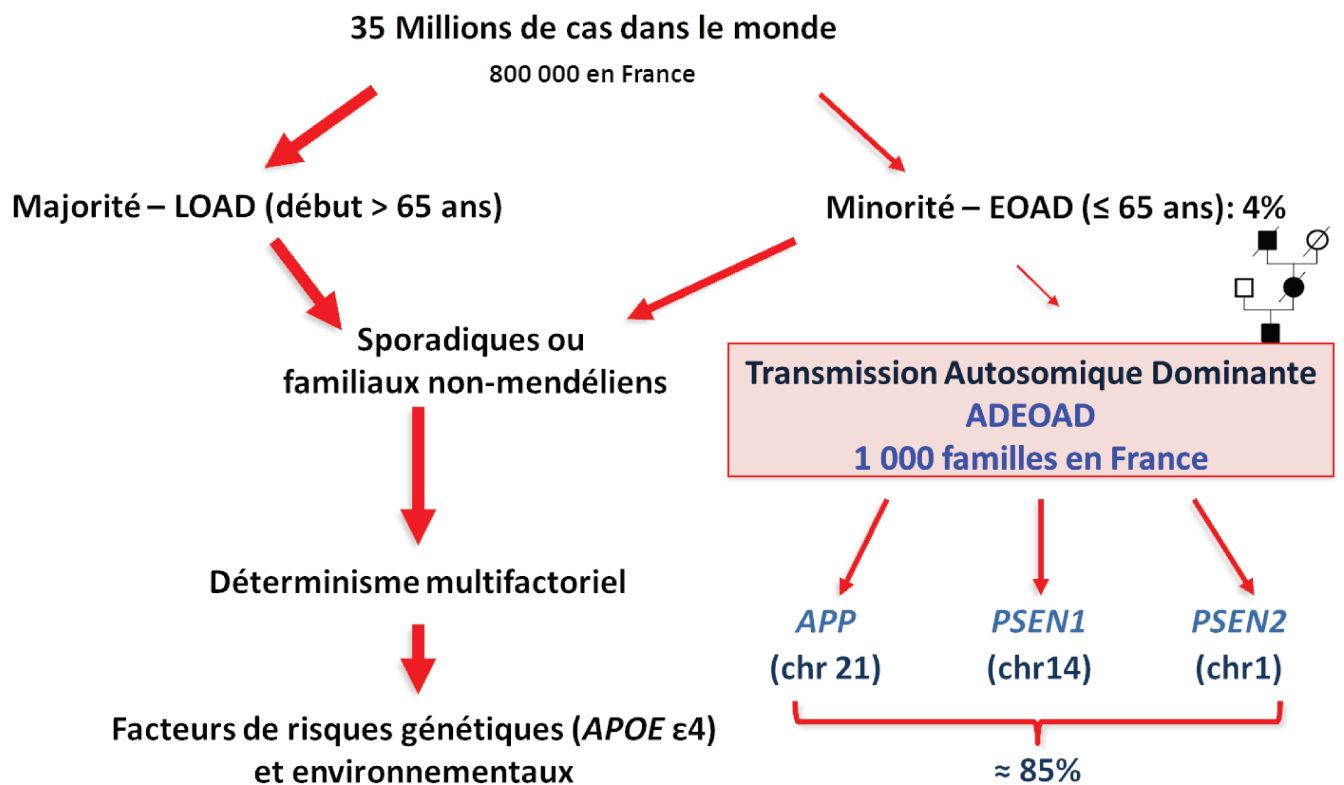 35 Millions de cas dans le monde
800 000 en France
Majorité – LOAD (début > 65 ans)
Minorité – EOAD (≤ 65 ans): 4%
Sporadiques ou
familiaux non-mendéliens
Transmission Autosomique Dominante
ADEOAD
1 000 familles en France
Déterminisme multifactoriel
APP
(chr 21)
PSEN1
(chr14)
PSEN2
(chr1)
Facteurs de risques génétiques (APOE ε4)
et environnementaux
≈ 85%